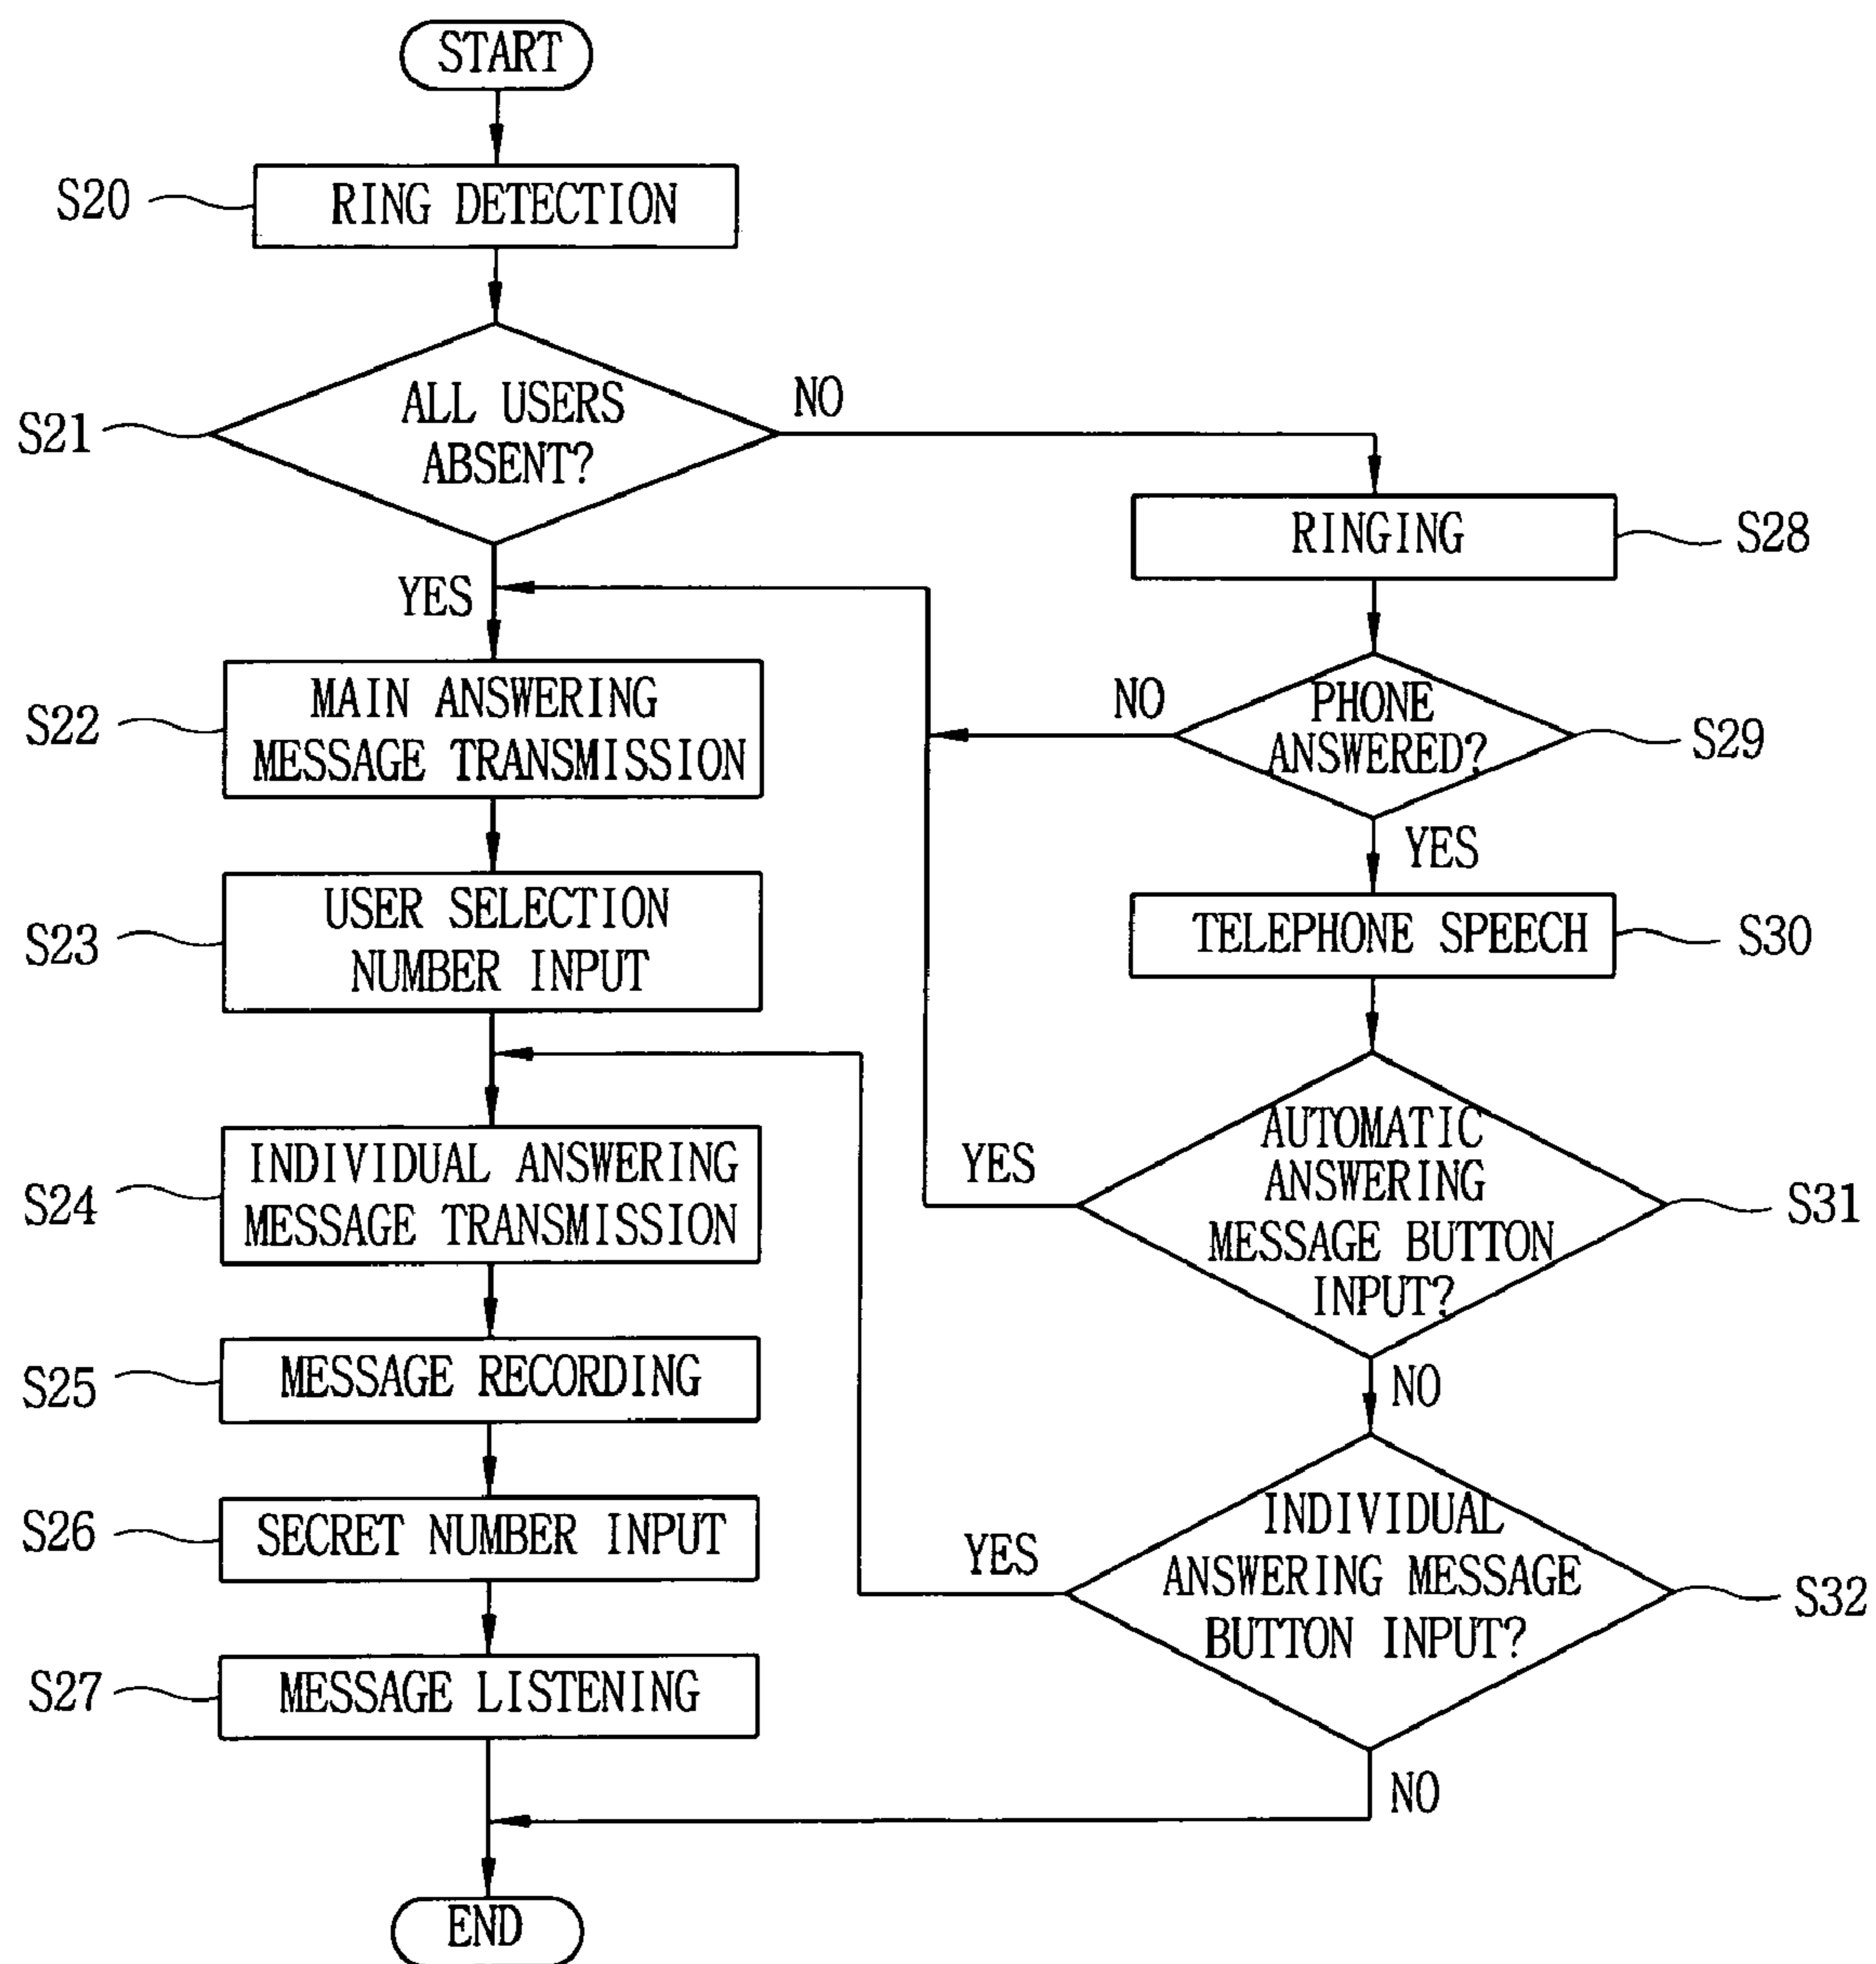 START
S20
RING DETECTION
S21
ALL USERS
ABSENT?
NO
YES
RINGING
S28
S22
MAIN ANSWERING
MESSAGE TRANSMISSION
NO
PHONE
ANSWERED?
S29
YES
S23
USER SELECTION
NUMBER INPUT
TELEPHONE SPEECH
S30
S24
INDIVIDUAL ANSWERING
MESSAGE TRANSMISSION
YES
AUTOMATIC
ANSWERING
MESSAGE BUTTON
INPUT?
S31
NO
S25
MESSAGE RECORDING
S26
SECRET NUMBER INPUT
YES
INDIVIDUAL
ANSWERING MESSAGE
BUTTON INPUT?
S32
S27
MESSAGE LISTENING
NO
END